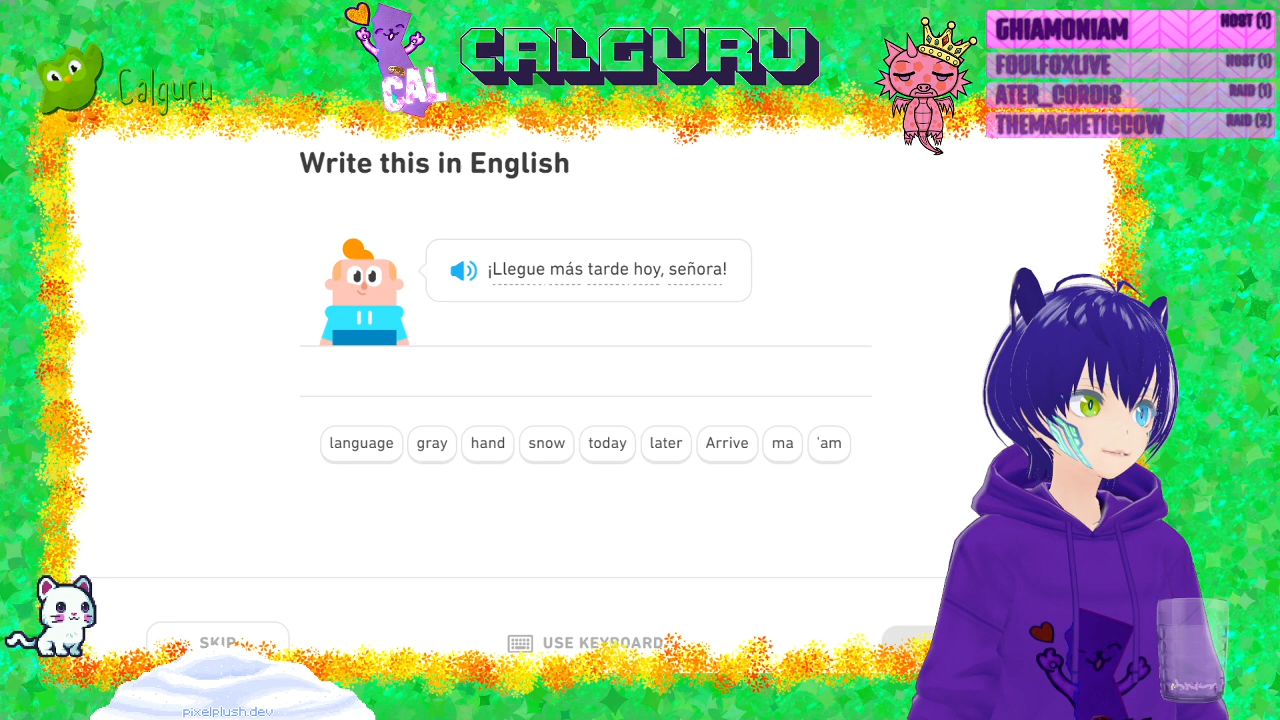 Calguru
CAL
CALGURU
GHIAMONIAM HOST (1)
FOULFOXLIVE HOST (1)
ATER_CORDIS RAID (1)
THEMAGNETICCOW RAID (2)
Write this in English
¡Llegue más tarde hoy, señora!
language gray hand snow today later Arrive ma 'am
SKIP USE KEYBOARD
pixelplush.dev